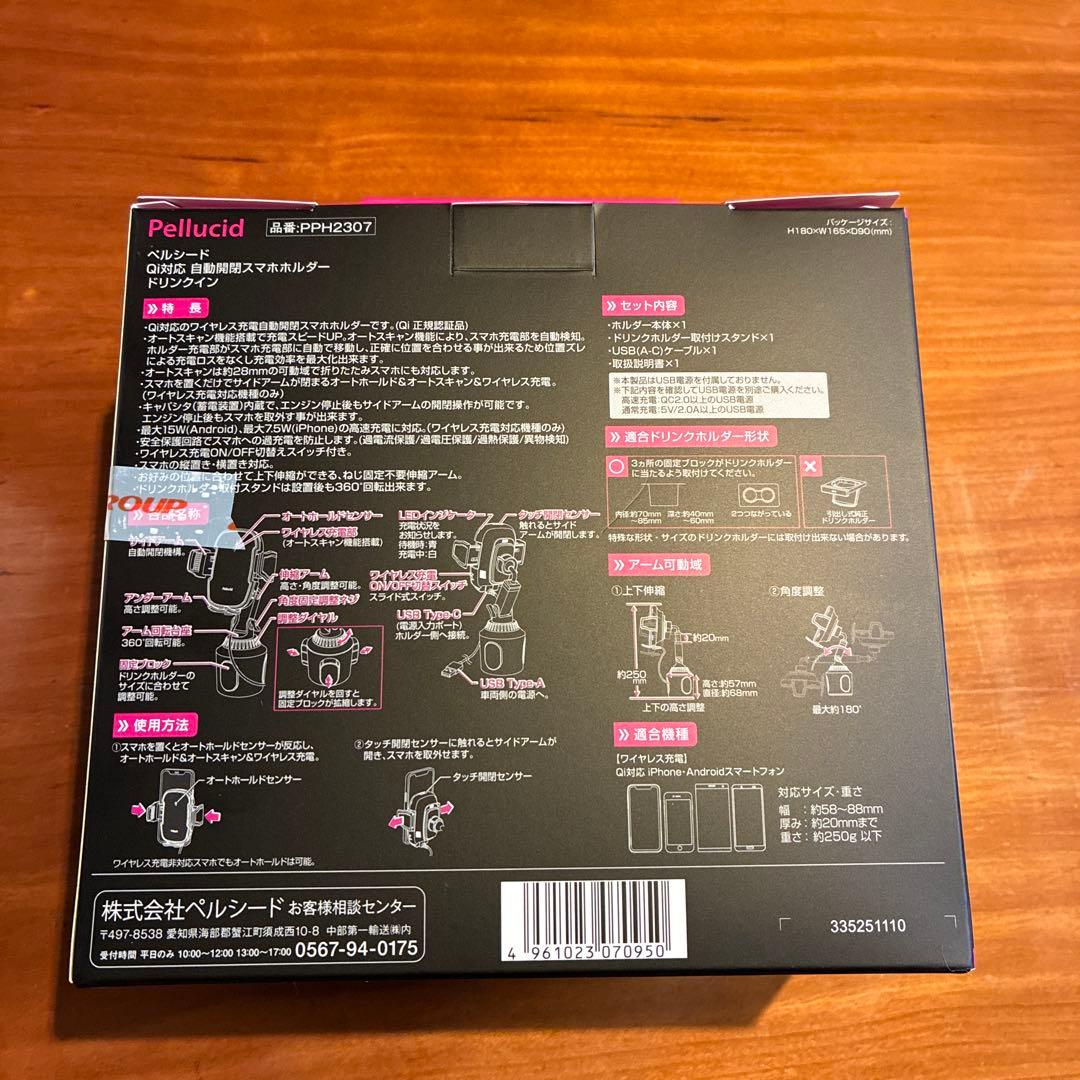 Pellucid 品番:PPH2307
パッケージサイズ:
H180×W165×D90(mm)
ペルシード
Qi対応 自動開閉スマホホルダー
ドリンクイン
特長
・Qi対応のワイヤレス充電自動開閉スマホホルダーです。(Qi 正規認証品)
・オートスキャン機能搭載で充電スピードUP。オートスキャン機能により、スマホ充電部を自動検知。
ホルダー充電部がスマホ充電部に自動で移動し、正確に位置を合わせる事が出来るため位置ズレ
による充電ロスをなくし充電効率を最大化出来ます。
・オートスキャンは約28mmの可動域で折りたたみスマホにも対応します。
・スマホを置くだけでサイドアームが閉まるオートホールド&オートスキャン&ワイヤレス充電。
(ワイヤレス充電対応機種のみ)
・キャパシタ(蓄電装置)内蔵で、エンジン停止後もサイドアームの開閉操作が可能です。
エンジン停止後もスマホを取外す事が出来ます。
・最大15W(Android)、最大7.5W(iPhone)の高速充電に対応。(ワイヤレス充電対応機種のみ)
・安全保護回路でスマホへの過充電を防止します。(過電流保護/過電圧保護/過熱保護/異物検知)
・ワイヤレス充電ON/OFF切替えスイッチ付き。
・スマホの縦置き・横置き対応。
・お好みの位置に合わせて上下伸縮ができる、ねじ固定不要伸縮アーム。
・ドリンクホルダー取付スタンドは設置後も360°回転出来ます。
セット内容
・ホルダー本体×1
・ドリンクホルダー取付けスタンド×1
・USB(A-C)ケーブル×1
・取扱説明書×1
※本製品はUSB電源を付属しておりません。
※下記内容を確認してUSB電源を別途ご購入ください。
高速充電:QC2.0以上のUSB電源
通常充電:5V/2.0A以上のUSB電源
適合ドリンクホルダー形状
3ヵ所の固定ブロックがドリンクホルダー
に当たるよう取付けてください。
内径:約70mm
〜85mm
深さ:約40mm
〜60mm
2つつながっている
引出し式純正
ドリンクホルダー
特殊な形状・サイズのドリンクホルダーには取付け出来ない場合があります。
ROUP
各部名称
オートホールドセンサー
ワイヤレス充電部
(オートスキャン機能搭載)
サイドアーム
自動開閉機構。
伸縮アーム
高さ・角度調整可能。
アンダーアーム
高さ調整可能。
角度固定調整ネジ
調整ダイヤル
アーム回転台座
360°回転可能。
固定ブロック
ドリンクホルダーの
サイズに合わせて
調整可能。
調整ダイヤルを回すと
固定ブロックが拡縮します。
LEDインジケーター
充電状況を
お知らせします。
待機時:青
充電中:白
タッチ開閉センサー
触れるとサイド
アームが開閉します。
ワイヤレス充電
ON/OFF切替スイッチ
スライド式スイッチ。
USB Type-C
(電源入力ポート)
ホルダー側へ接続。
USB Type-A
車両側の電源へ。
アーム可動域
①上下伸縮
約20mm
約250
mm
高さ:約57mm
直径:約68mm
上下の高さ調整
②角度調整
最大約180°
使用方法
①スマホを置くとオートホールドセンサーが反応し、
オートホールド&オートスキャン&ワイヤレス充電。
オートホールドセンサー
②タッチ開閉センサーに触れるとサイドアームが
開き、スマホを取外せます。
タッチ開閉センサー
ワイヤレス充電非対応スマホでもオートホールドは可能。
適合機種
【ワイヤレス充電】
Qi対応 iPhone・Androidスマートフォン
対応サイズ・重さ
幅 :約58〜88mm
厚み:約20mmまで
重さ:約250g 以下
株式会社ペルシード お客様相談センター
〒497-8538 愛知県海部郡蟹江町須成西10-8 中部第一輸送㈱内
受付時間 平日のみ 10:00〜12:00 13:00〜17:00 0567-94-0175
4 961023 070950
335251110